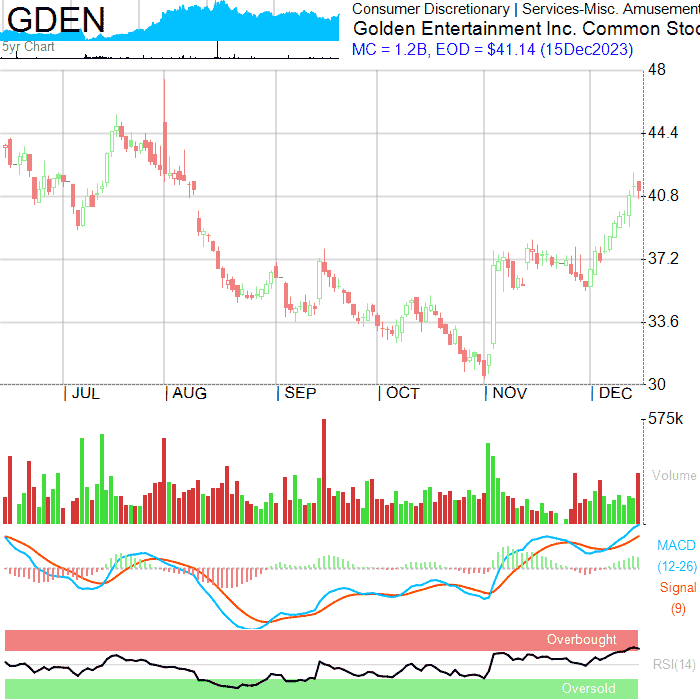 GDEN
5yr Chart
Consumer Discretionary | Services-Misc. Amusement
Golden Entertainment Inc. Common Stoc
MC = 1.2B, EOD = $41.14 (15Dec2023)
48
44.4
40.8
37.2
33.6
30
JUL AUG SEP OCT NOV DEC
575k
Volume
MACD
(12-26)
Signal
(9)
Overbought
RSI(14)
Oversold